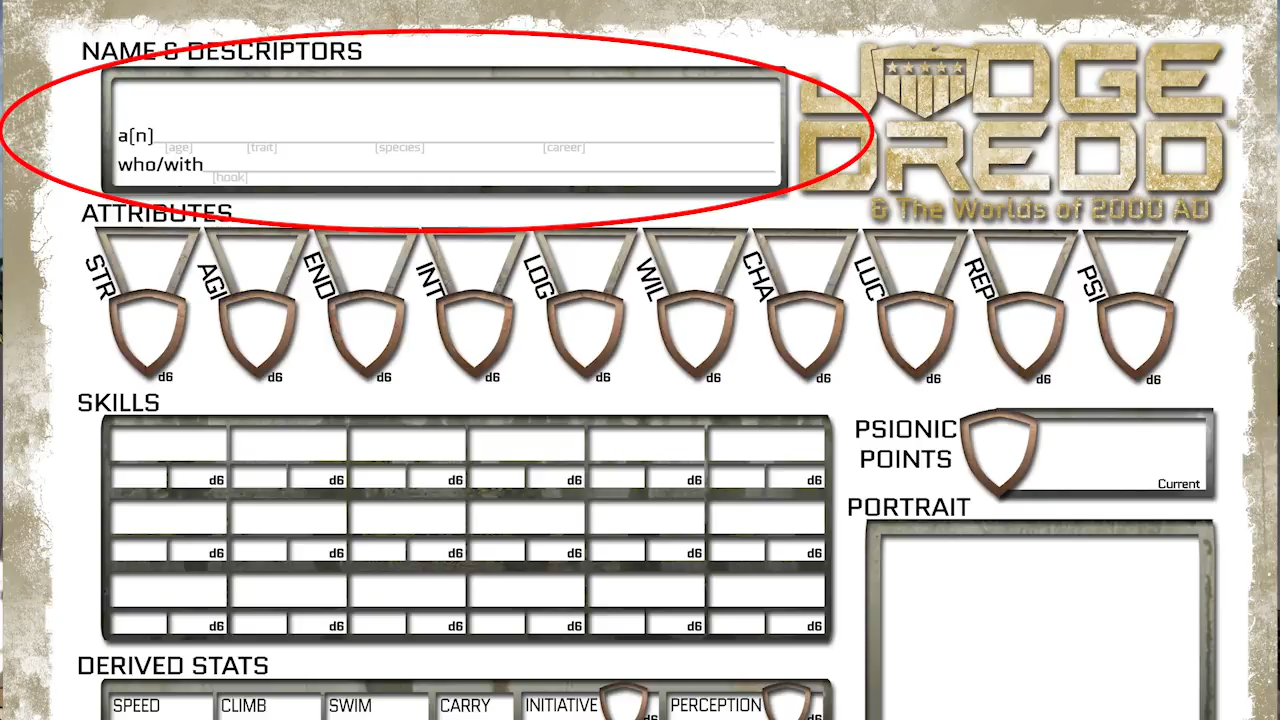 NAME & DESCRIPTORS
a(n)
(age) (trait) (species) (career)
who/with
(hook)
JUDGE
DREDD
& The Worlds of 2000 AD
ATTRIBUTES
STR AGI END INT LOG WIL CHA LUC REP PSI
d6 d6 d6 d6 d6 d6 d6 d6 d6 d6
SKILLS
d6 d6 d6 d6 d6 d6
d6 d6 d6 d6 d6 d6
d6 d6 d6 d6 d6 d6
PSIONIC
POINTS
Current
PORTRAIT
DERIVED STATS
SPEED CLIMB SWIM CARRY INITIATIVE d6 PERCEPTION d6